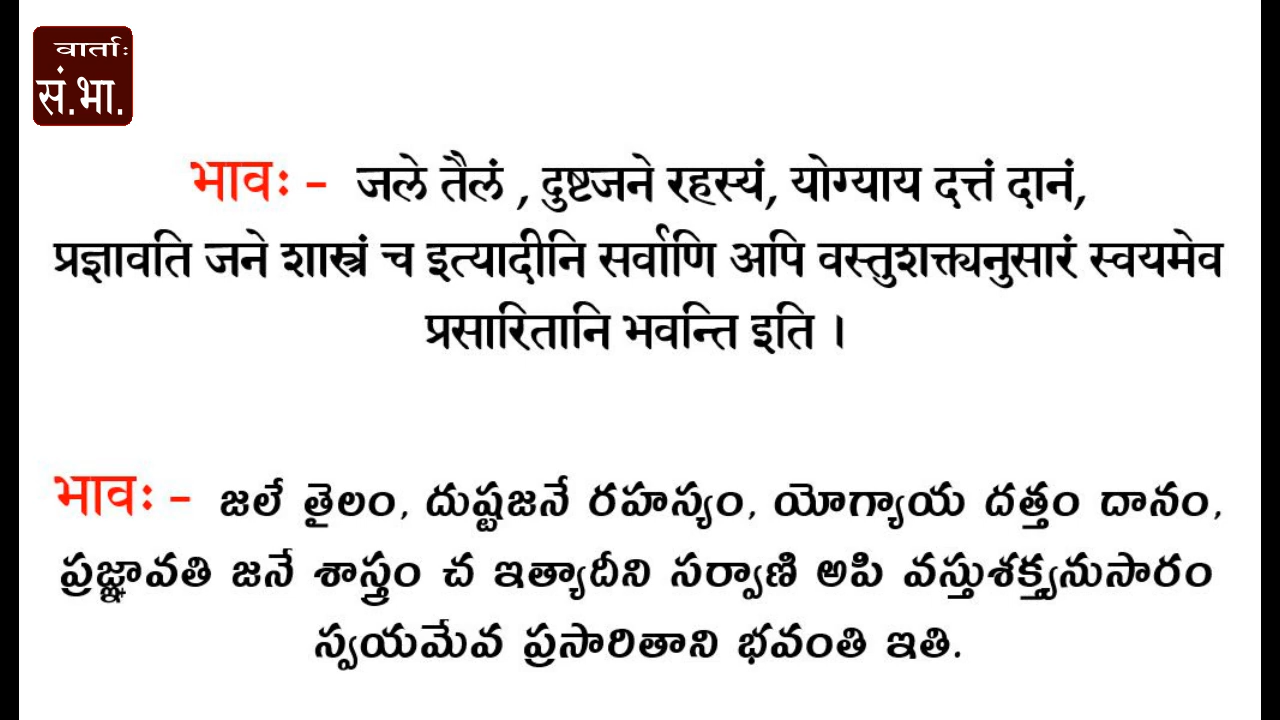 वार्ताः
सं.भा.
भावः - जले तैलं , दुष्टजने रहस्यं, योग्याय दत्तं दानं,
प्रज्ञावति जने शास्त्रं च इत्यादीनि सर्वाणि अपि वस्तुशक्त्यनुसारं स्वयमेव
प्रसारितानि भवन्ति इति ।
भावः - జలే తైలం, దుష్టజనే రహస్యం, యోగ్యాయ దత్తం దానం,
ప్రజ్ఞావతి జనే శాస్త్రం చ ఇత్యాదీని సర్వాణి అపి వస్తుశక్త్యనుసారం
స్వయమేవ ప్రసారితాని భవంతి ఇతి.